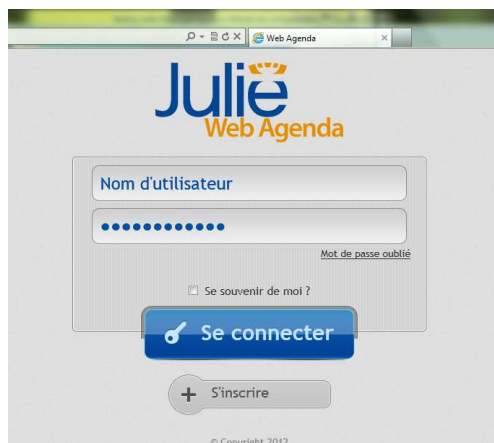 Web Agenda
Julie
Web Agenda
Nom d'utilisateur
Mot de passe oublié
Se souvenir de moi ?
Se connecter
S'inscrire
© Copyright 2012